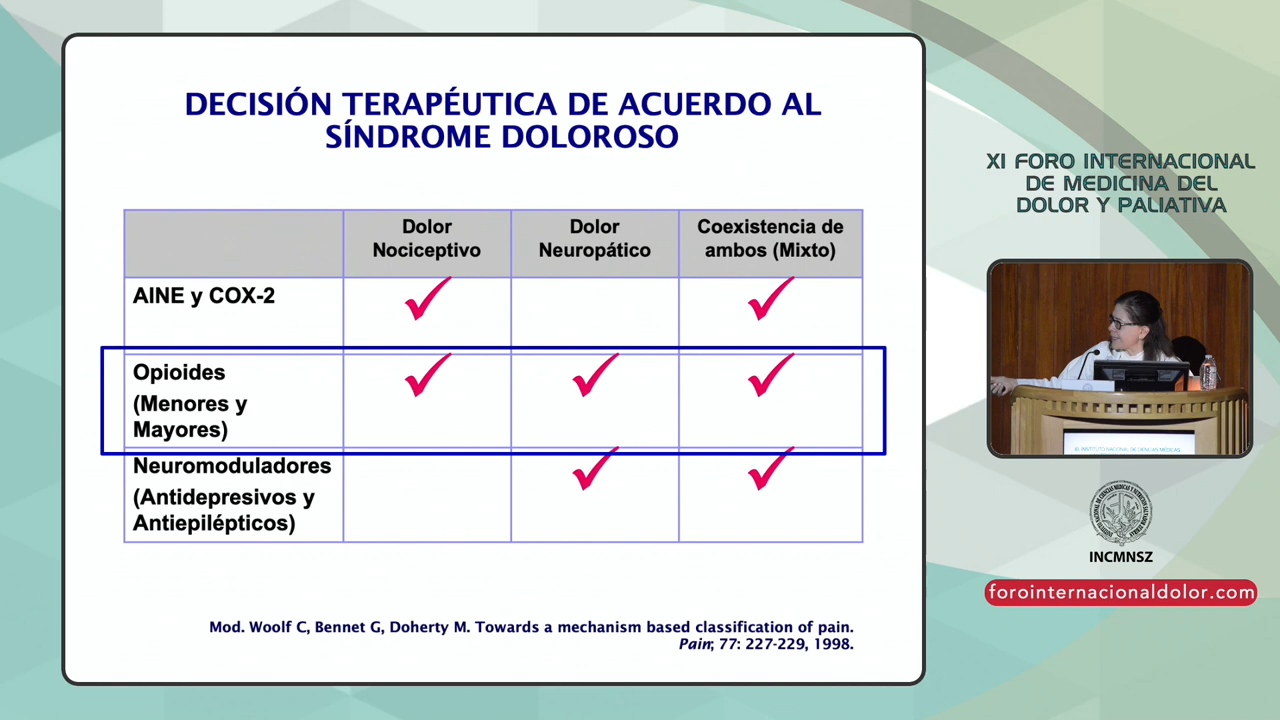 DECISIÓN TERAPÉUTICA DE ACUERDO AL
SÍNDROME DOLOROSO
Dolor
Nociceptivo
Dolor
Neuropático
Coexistencia de
ambos (Mixto)
AINE y COX-2
Opioides
(Menores y
Mayores)
Neuromoduladores
(Antidepresivos y
Antiepilépticos)
Mod. Woolf C, Bennet G, Doherty M. Towards a mechanism based classification of pain.
Pain; 77: 227-229, 1998.
XI FORO INTERNACIONAL
DE MEDICINA DEL
DOLOR Y PALIATIVA
INCMNSZ
forointernacionaldolor.com